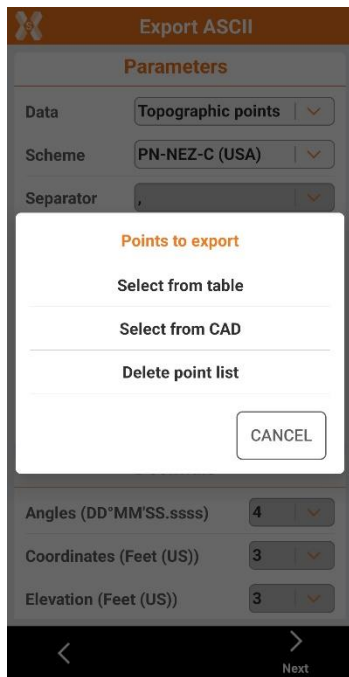 Export ASCII
Parameters
Data Topographic points
Scheme PN-NEZ-C (USA)
Separator ,
Points to export
Select from table
Select from CAD
Delete point list
CANCEL
Angles (DD°MM'SS.ssss) 4
Coordinates (Feet (US)) 3
Elevation (Feet (US)) 3
Next